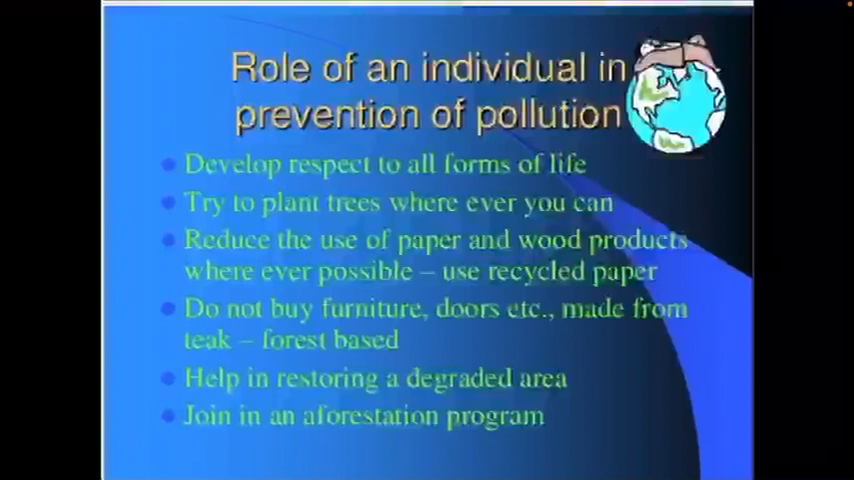 Role of an individual in
prevention of pollution
Develop respect to all forms of life
Try to plant trees where ever you can
Reduce the use of paper and wood products
where ever possible – use recycled paper
Do not buy furniture, doors etc., made from
teak – forest based
Help in restoring a degraded area
Join in an aforestation program